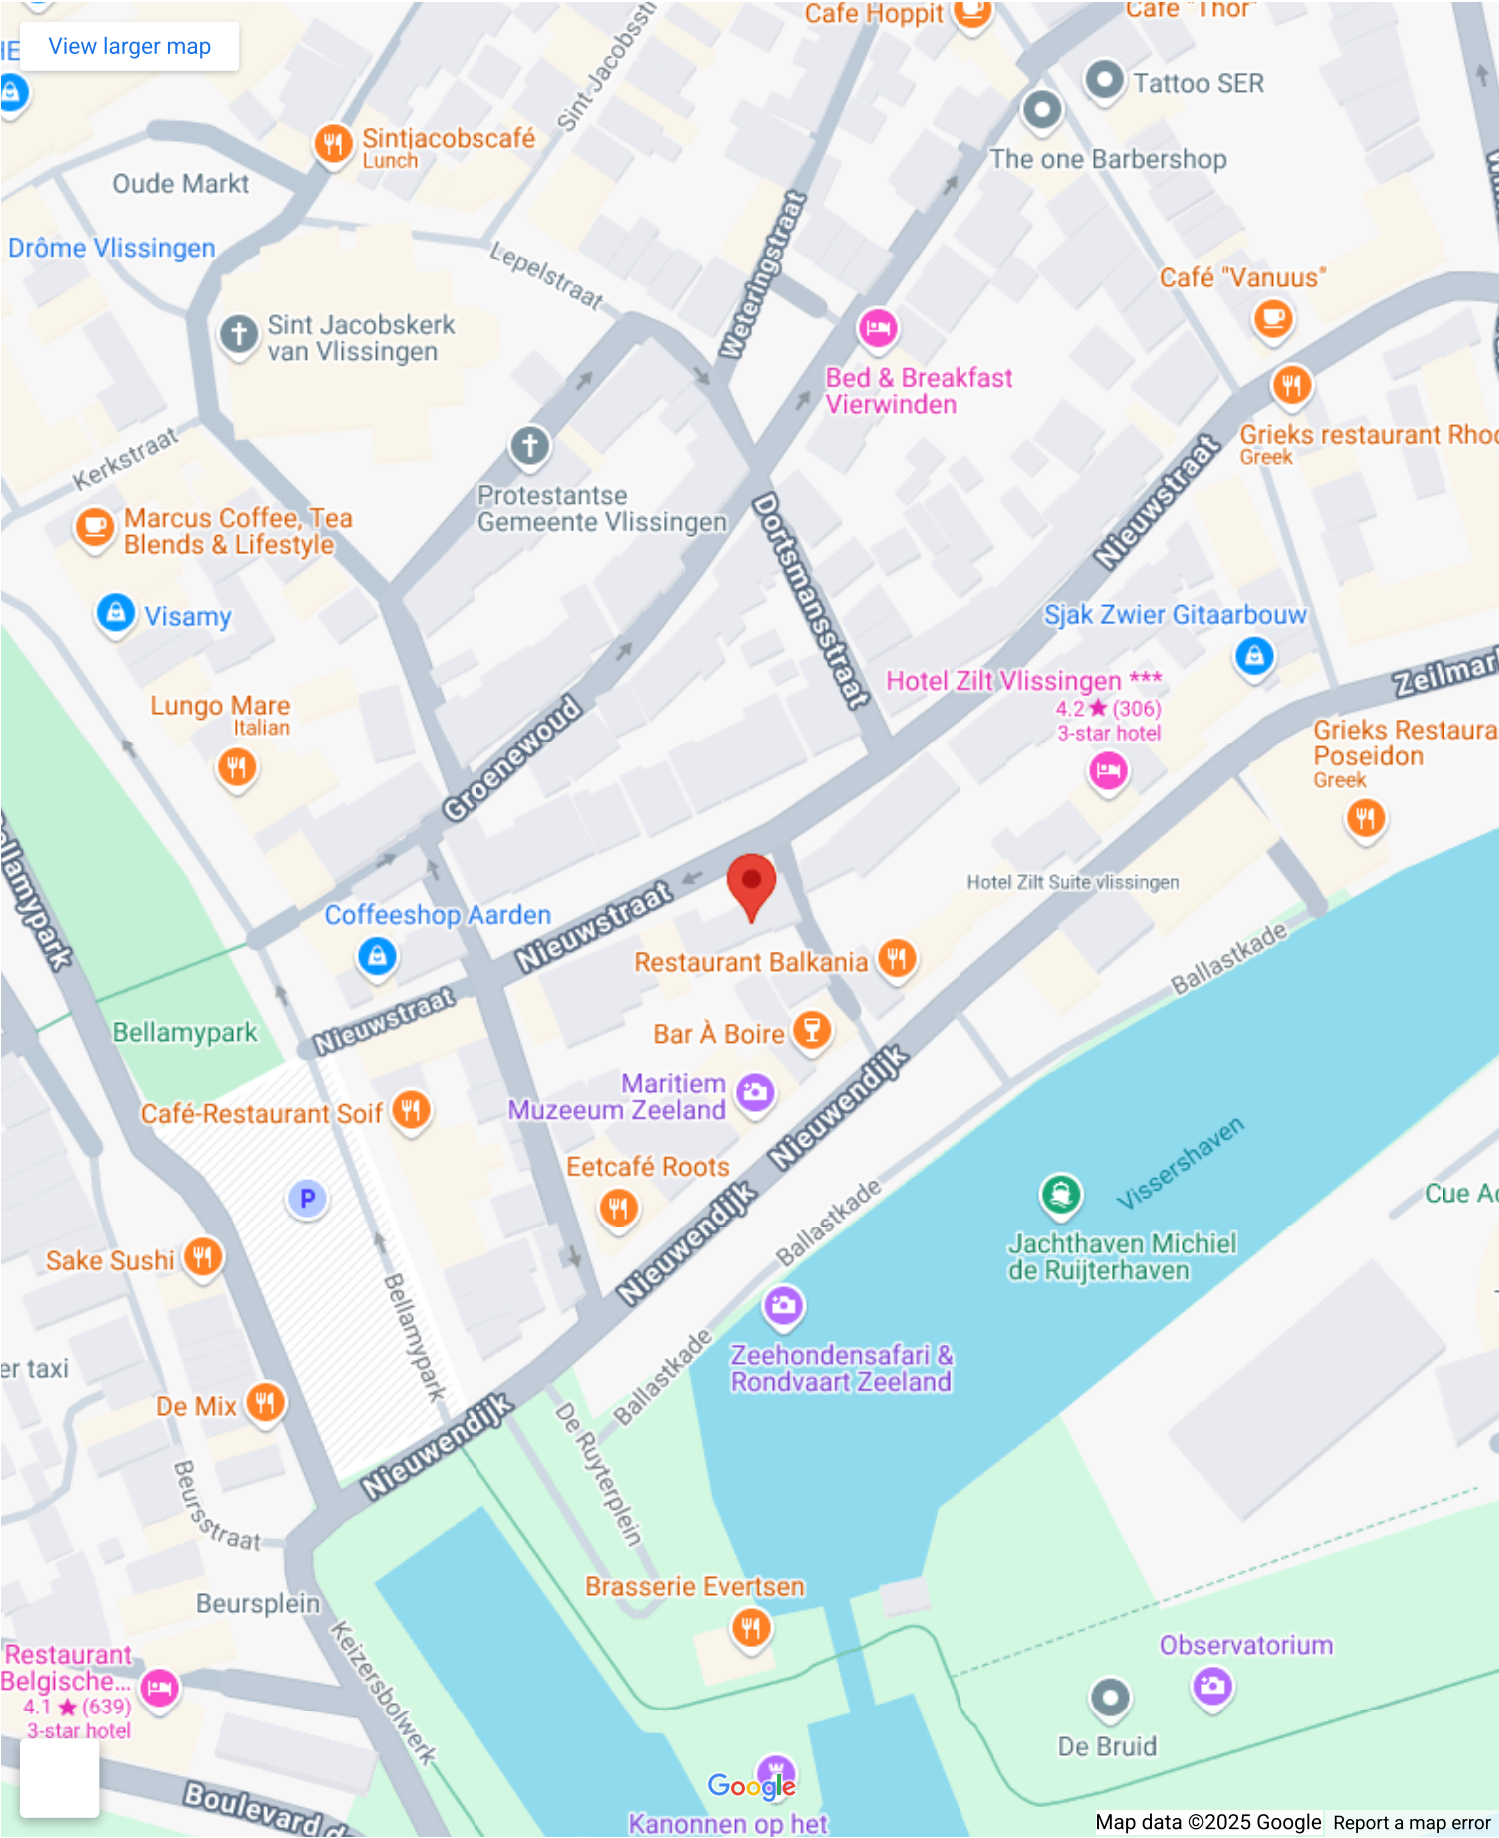 Cafe Hoppit
Cafe "Thor"
View larger map
Sint Jacobsstr
Tattoo SER
Sintjacobscafé
Lunch
The one Barbershop
Oude Markt
Drôme Vlissingen
Lepelstraat
Weteringstraat
Café "Vanuus"
Sint Jacobskerk
van Vlissingen
Bed & Breakfast
Vierwinden
Kerkstraat
Grieks restaurant Rhod
Greek
Protestantse
Gemeente Vlissingen
Marcus Coffee, Tea
Blends & Lifestyle
Nieuwstraat
Dortsmansstraat
Visamy
Sjak Zwier Gitaarbouw
Zeilmark
Hotel Zilt Vlissingen ***
4.2★ (306)
3-star hotel
Lungo Mare
Italian
Groenewoud
Grieks Restaura
Poseidon
Greek
Bellamypark
Hotel Zilt Suite vlissingen
Nieuwstraat
Coffeeshop Aarden
Restaurant Balkania
Ballastkade
Nieuwstraat
Bellamypark
Bar À Boire
Maritiem
Muzeeum Zeeland
Nieuwendijk
Café-Restaurant Soif
Vissershaven
Eetcafé Roots
P
Cue Ac
Nieuwendijk
Ballastkade
Jachthaven Michiel
de Ruijterhaven
Sake Sushi
Bellamypark
Zeehondensafari &
Rondvaart Zeeland
er taxi
Ballastkade
De Mix
Nieuwendijk
De Ruyterplein
Beursstraat
Brasserie Evertsen
Beursplein
Keizersbolwerk
Restaurant
Belgische...
4.1 ★ (639)
3-star hotel
Observatorium
De Bruid
Boulevard d
Google
Kanonnen op het
Map data ©2025 Google
Report a map error